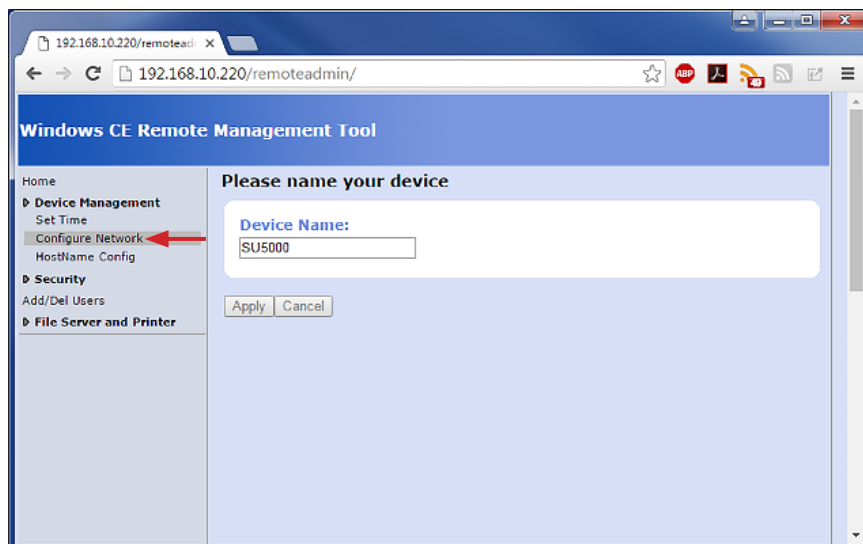 192.168.10.220/remotead
192.168.10.220/remoteadmin/
ABP
Windows CE Remote Management Tool
Home
Device Management
Set Time
Configure Network
HostName Config
Security
Add/Del Users
File Server and Printer
Please name your device
Device Name:
SU5000
Apply
Cancel